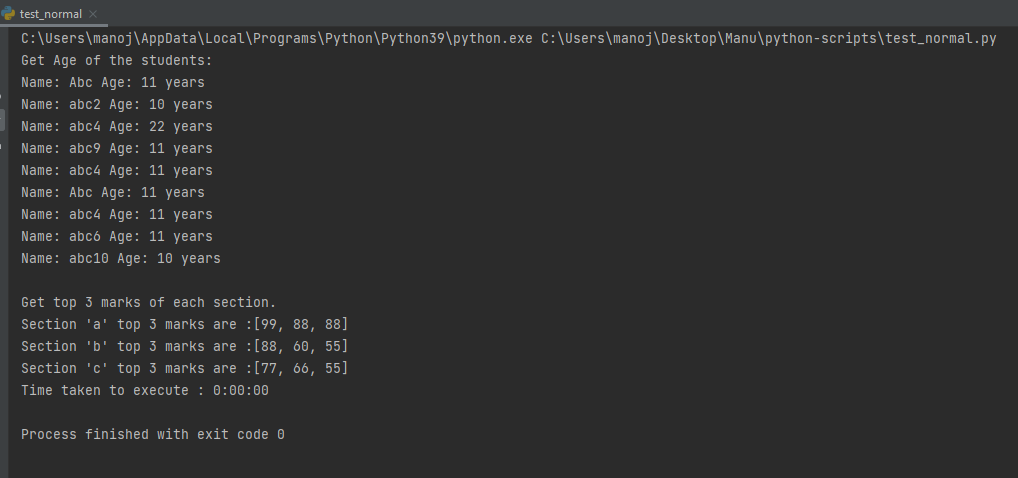 test_normal
C:\Users\manoj\AppData\Local\Programs\Python\Python39\python.exe C:\Users\manoj\Desktop\Manu\python-scripts\test_normal.py
Get Age of the students:
Name: Abc Age: 11 years
Name: abc2 Age: 10 years
Name: abc4 Age: 22 years
Name: abc9 Age: 11 years
Name: abc4 Age: 11 years
Name: Abc Age: 11 years
Name: abc4 Age: 11 years
Name: abc6 Age: 11 years
Name: abc10 Age: 10 years
Get top 3 marks of each section.
Section 'a' top 3 marks are :[99, 88, 88]
Section 'b' top 3 marks are :[88, 60, 55]
Section 'c' top 3 marks are :[77, 66, 55]
Time taken to execute : 0:00:00
Process finished with exit code 0